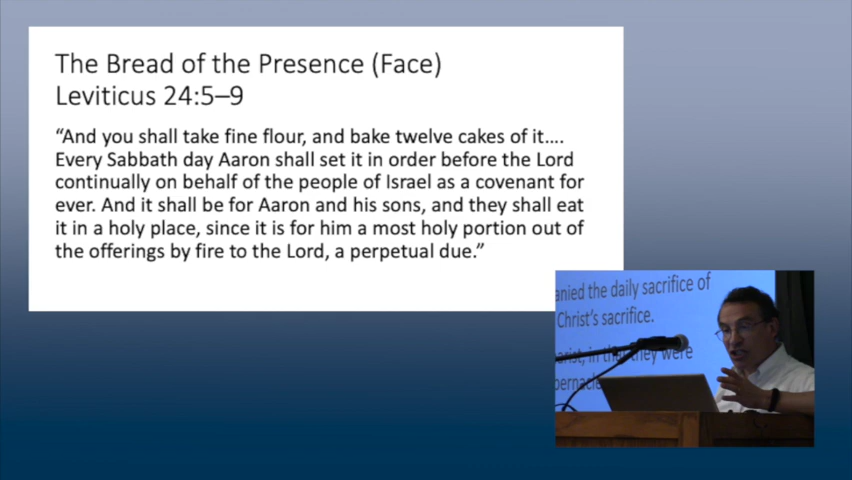 The Bread of the Presence (Face)
Leviticus 24:5–9
“And you shall take fine flour, and bake twelve cakes of it….
Every Sabbath day Aaron shall set it in order before the Lord
continually on behalf of the people of Israel as a covenant for
ever. And it shall be for Aaron and his sons, and they shall eat
it in a holy place, since it is for him a most holy portion out of
the offerings by fire to the Lord, a perpetual due.”
the daily sacrifice of
Christ’s sacrifice.
in that they were